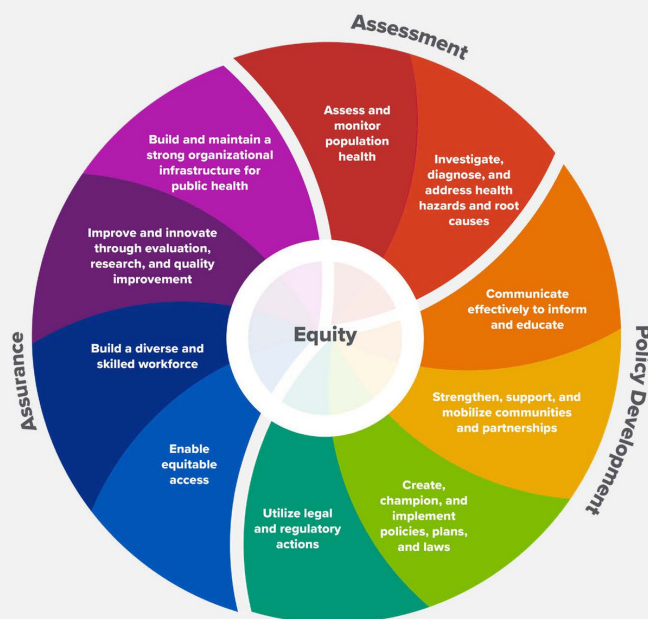 Assessment
Assess and
monitor
population
health
Investigate,
diagnose, and
address health
hazards and root
causes
Policy Development
Communicate
effectively to inform
and educate
Strengthen, support, and
mobilize communities
and partnerships
Create,
champion, and
implement
policies, plans,
and laws
Utilize legal
and regulatory
actions
Assurance
Enable
equitable
access
Build a diverse and
skilled workforce
Improve and innovate
through evaluation,
research, and quality
improvement
Build and maintain a
strong organizational
infrastructure for
public health
Equity